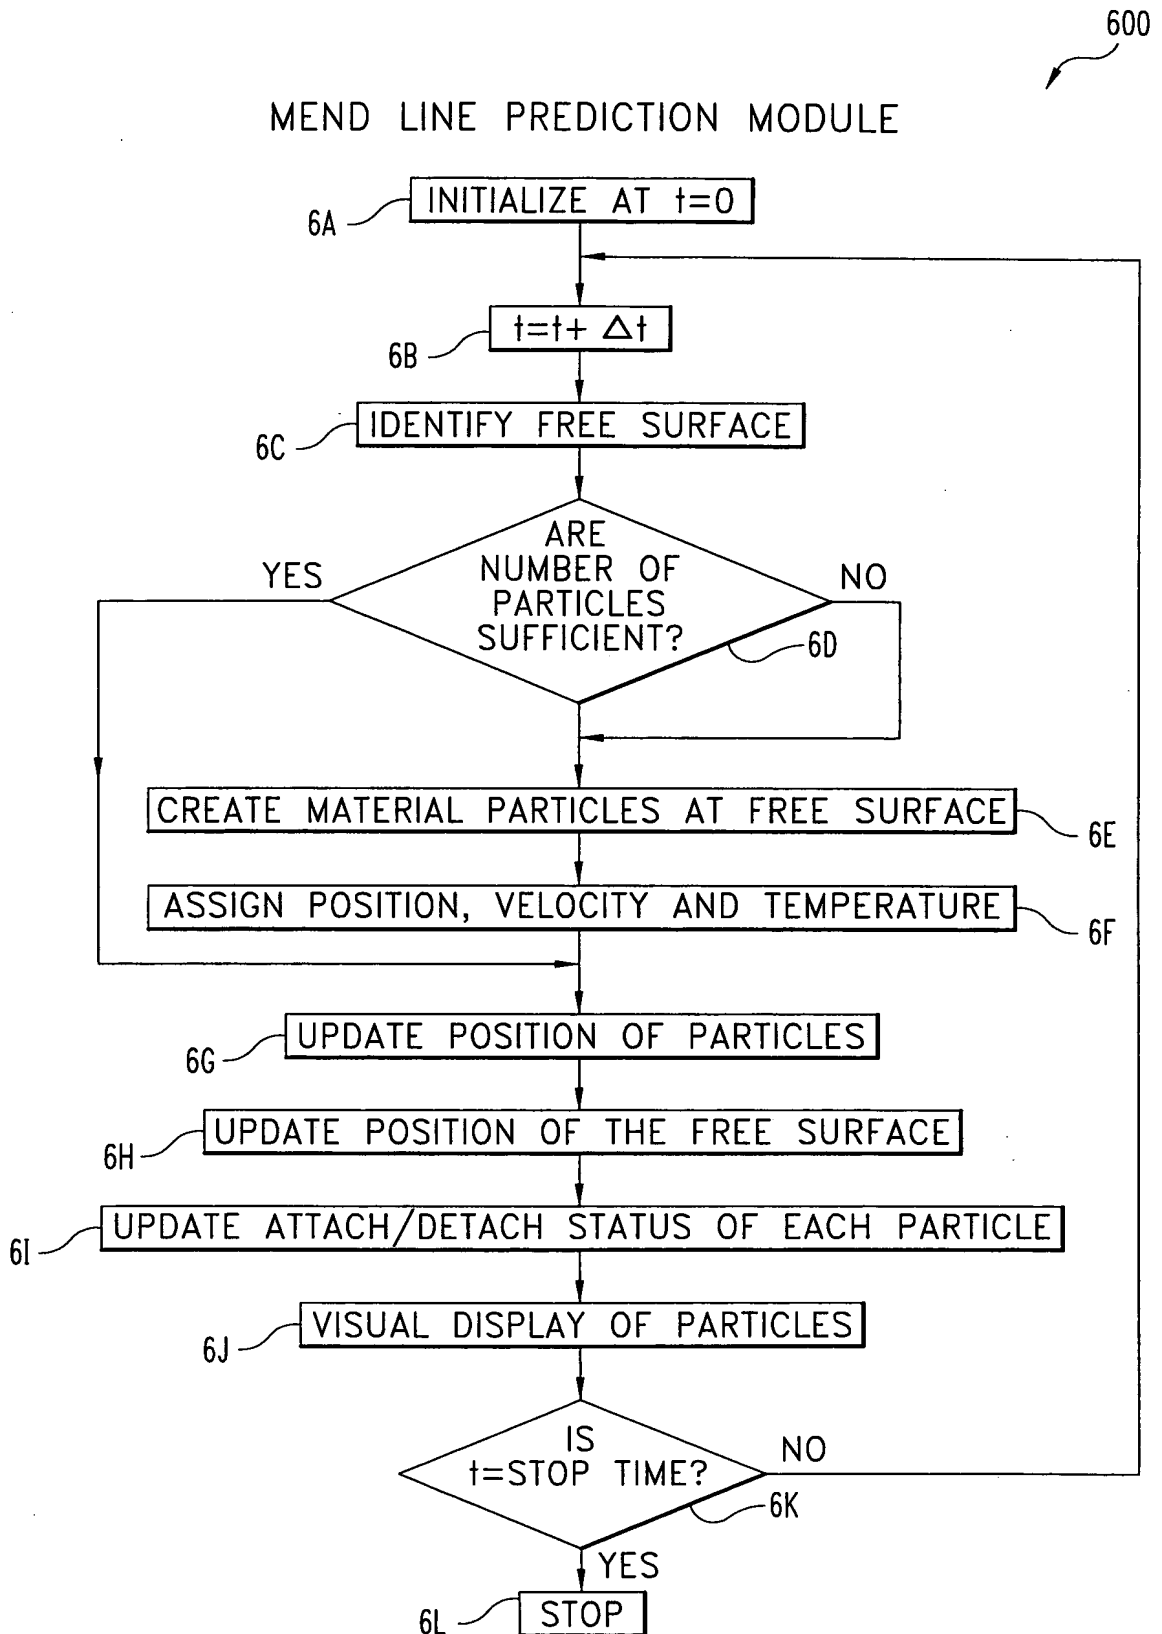 600
MEND LINE PREDICTION MODULE
INITIALIZE AT t=0
6A
t=t+ Δt
6B
IDENTIFY FREE SURFACE
6C
ARE
NUMBER OF
PARTICLES
SUFFICIENT?
YES
NO
6D
CREATE MATERIAL PARTICLES AT FREE SURFACE
6E
ASSIGN POSITION, VELOCITY AND TEMPERATURE
6F
UPDATE POSITION OF PARTICLES
6G
UPDATE POSITION OF THE FREE SURFACE
6H
UPDATE ATTACH/DETACH STATUS OF EACH PARTICLE
6I
VISUAL DISPLAY OF PARTICLES
6J
IS
t=STOP TIME?
NO
6K
YES
STOP
6L